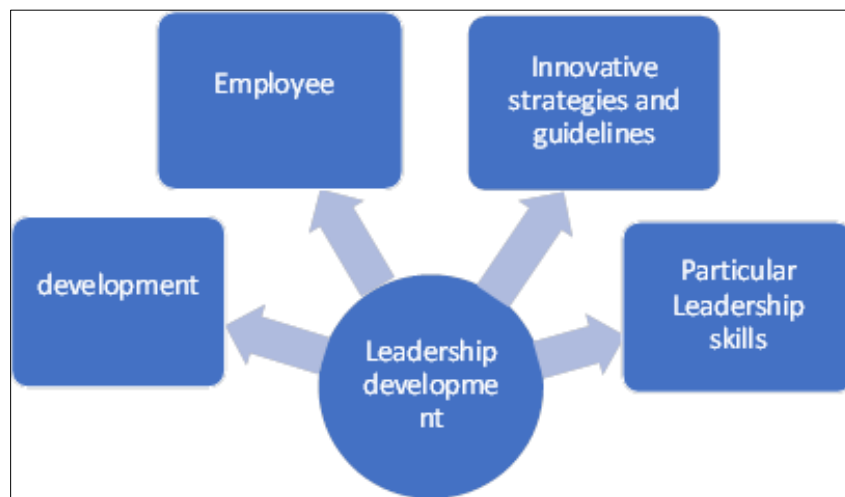 Employee
Innovative
strategies and
guidelines
development
Particular
Leadership
skills
Leadership
developme
nt